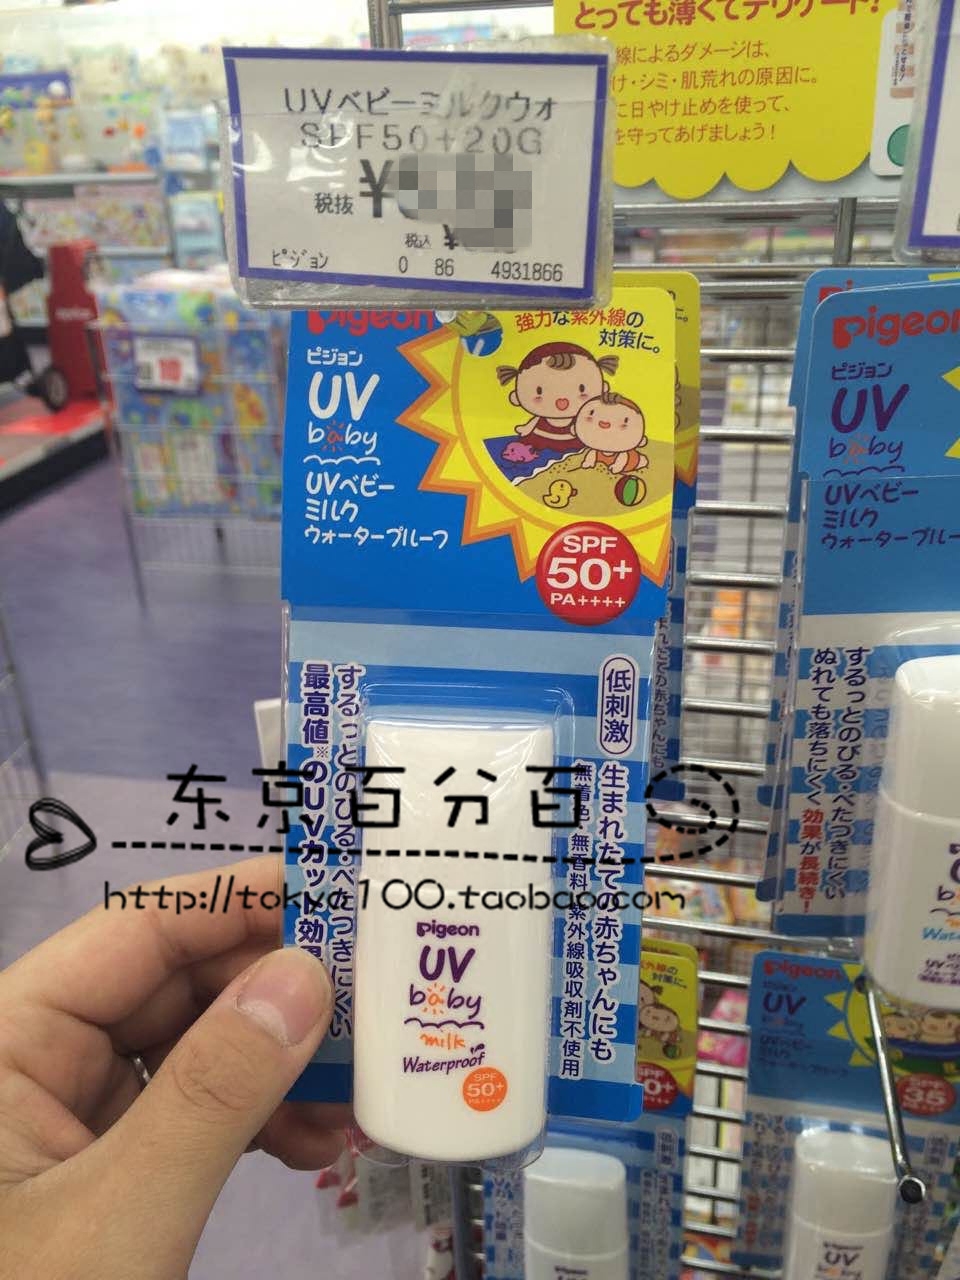 とっても薄くてデリケート!
線によるダメージは、
け・シミ・肌荒れの原因に。
に日やけ止めを使って、
を守ってあげましょう!
UVベビーミルクウォ
SPF50+20G
税抜 ¥
税込 ¥
ピジョン 0 86 4931866
Pigeon
強力な紫外線の
対策に。
ピジョン
UV
baby
UVベビー
ミルク
ウォータープルーフ
SPF
50+
PA++++
低刺激
生まれたての赤ちゃんにも
無着色・無香料・紫外線吸収剤不使用
するっとのびる・べたつきにくい
最高値※のUVカット効果
东京百分百
http://tokyo100.taobao.com
Pigeon
UV
baby
milk
Waterproof
SPF
50+
PA++++
Pigeon
ピジョン
UV
baby
UVベビー
ミルク
ウォータープルーフ
するっとのびる・べたつきにくい
ぬれても落ちにくく効果が長続き!
Pigeon
ピジョン
UV
SPF
35
Pigeon
UV